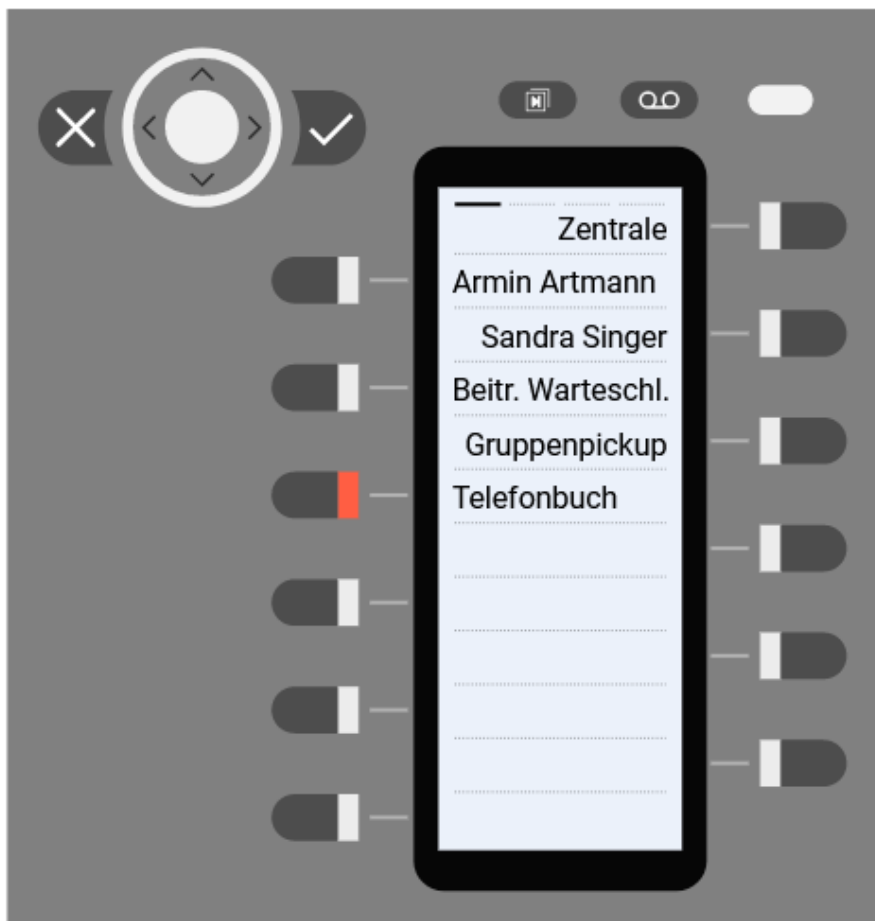 Zentrale
Armin Artmann
Sandra Singer
Beitr. Warteschl.
Gruppenpickup
Telefonbuch